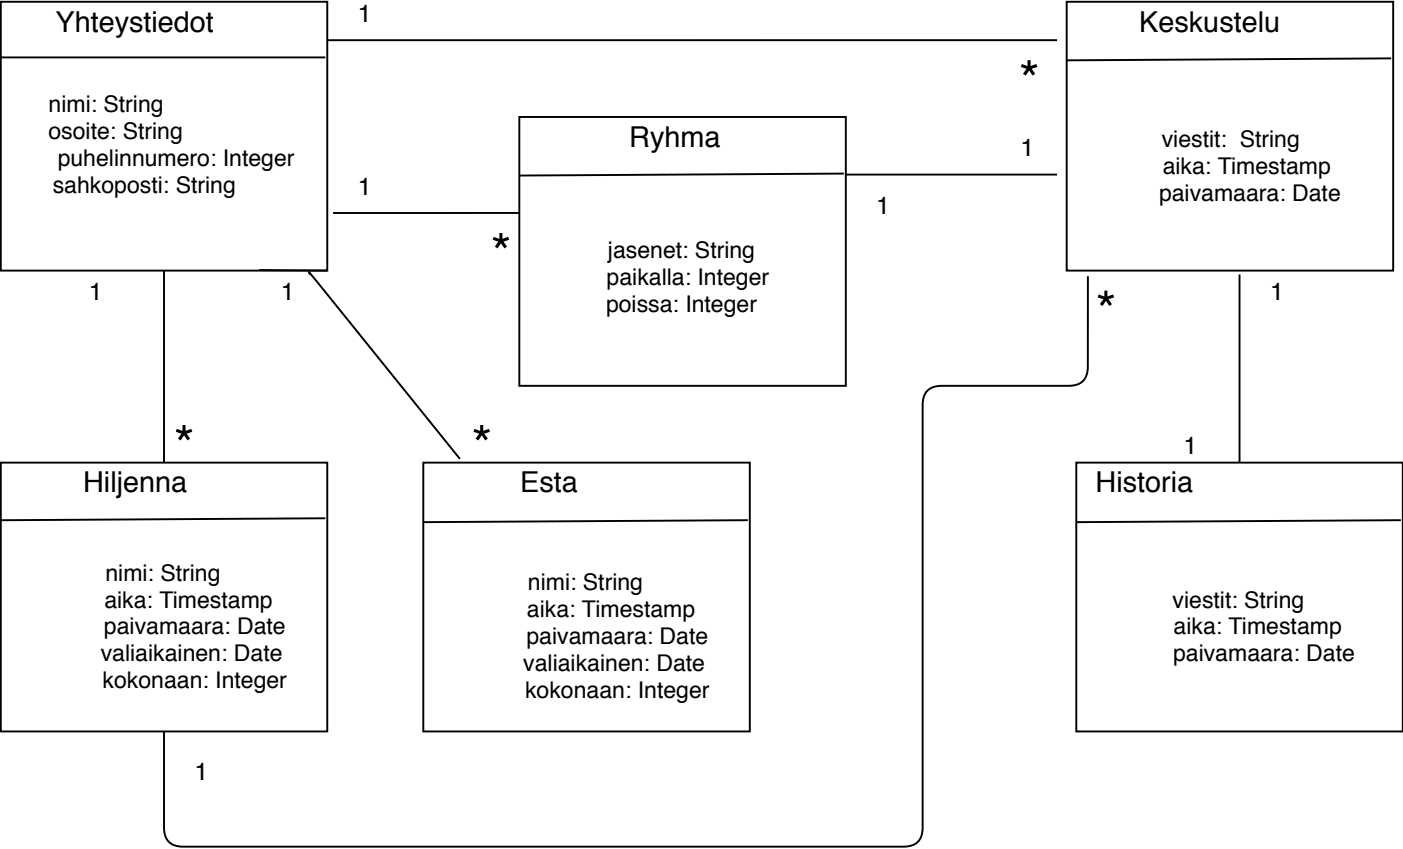 Yhteystiedot
nimi: String
osoite: String
puhelinnumero: Integer
sahkoposti: String
1
*
Keskustelu
viestit:  String
aika: Timestamp
paivamaara: Date
Ryhma
jasenet: String
paikalla: Integer
poissa: Integer
1
*
1
1
1
*
1
*
*
1
1
1
Hiljenna
nimi: String
aika: Timestamp
paivamaara: Date
valiaikainen: Date
kokonaan: Integer
Esta
nimi: String
aika: Timestamp
paivamaara: Date
valiaikainen: Date
kokonaan: Integer
Historia
viestit: String
aika: Timestamp
paivamaara: Date